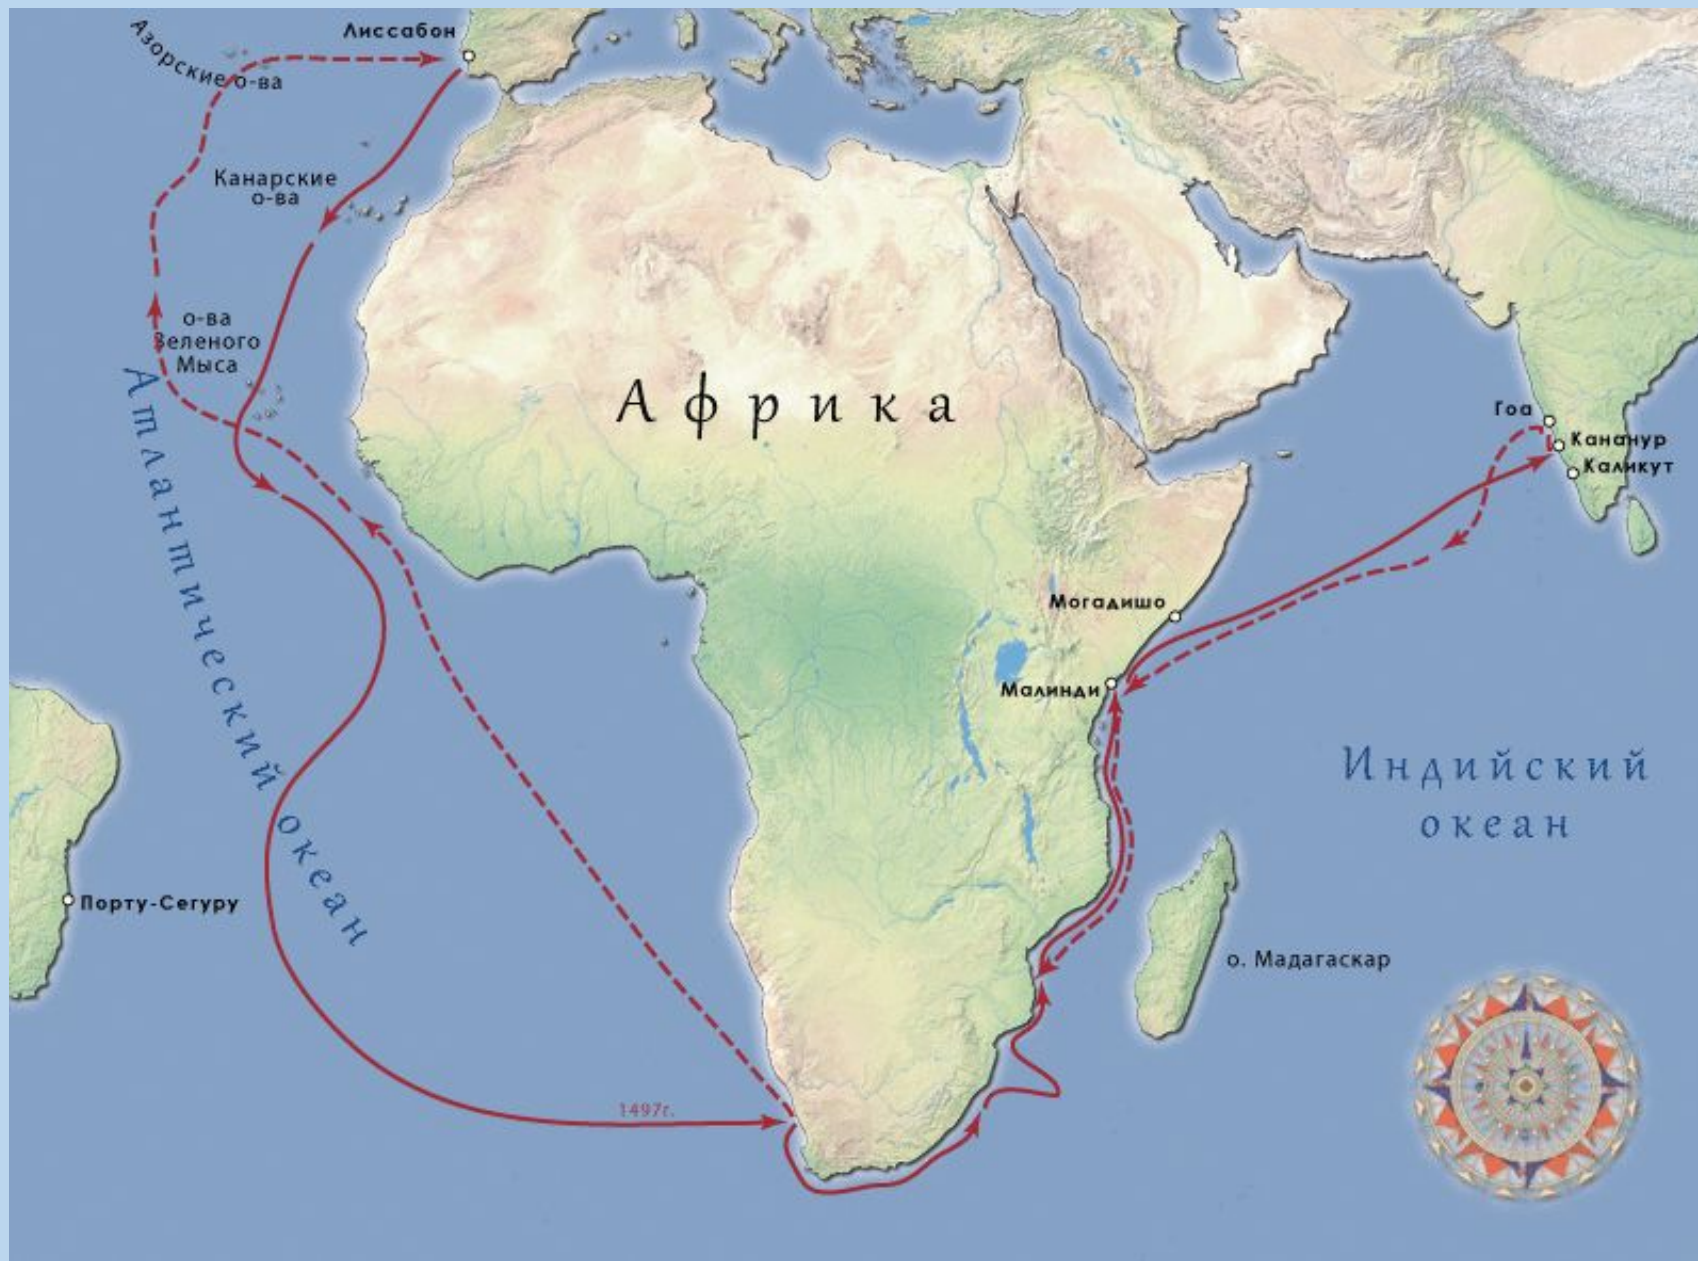 Лиссабон
Азорские о-ва
Канарские
о-ва
о-ва
Зеленого
Мыса
Африка
Атлантический океан
Гоа
Кананур
Каликут
Могадишо
Малинди
Индийский
океан
Порту-Сегуру
о. Мадагаскар
1497г.